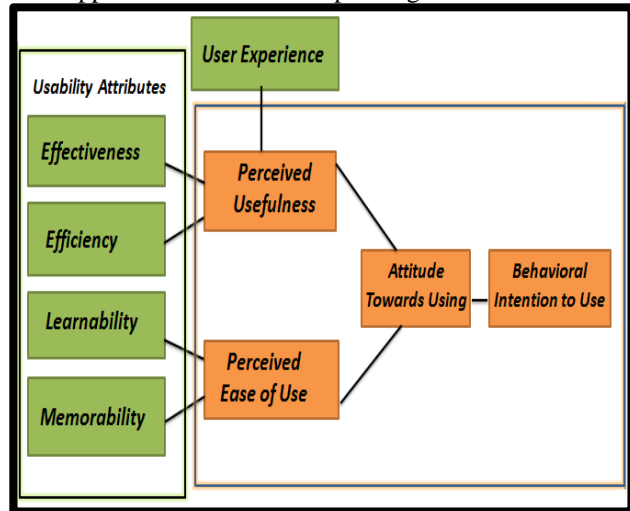 User Experience
Usability Attributes
Effectiveness
Efficiency
Learnability
Memorability
Perceived
Usefulness
Perceived
Ease of Use
Attitude
Towards Using
Behavioral
Intention to Use